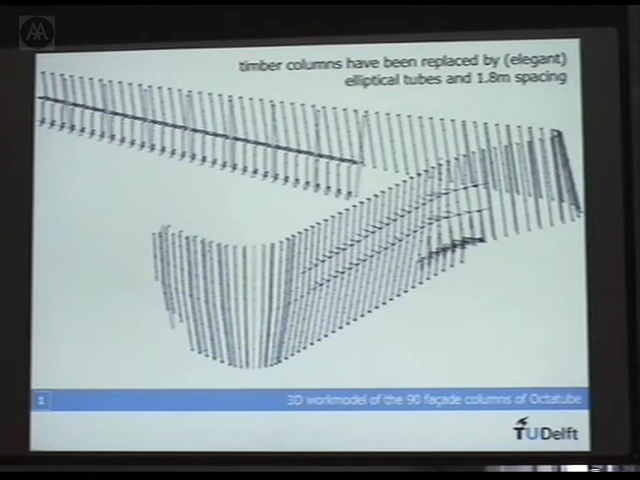 AA
timber columns have been replaced by (elegant)
elliptical tubes and 1.8m spacing
1
3D workmodel of the 90 façade columns of Octatube
TUDelft